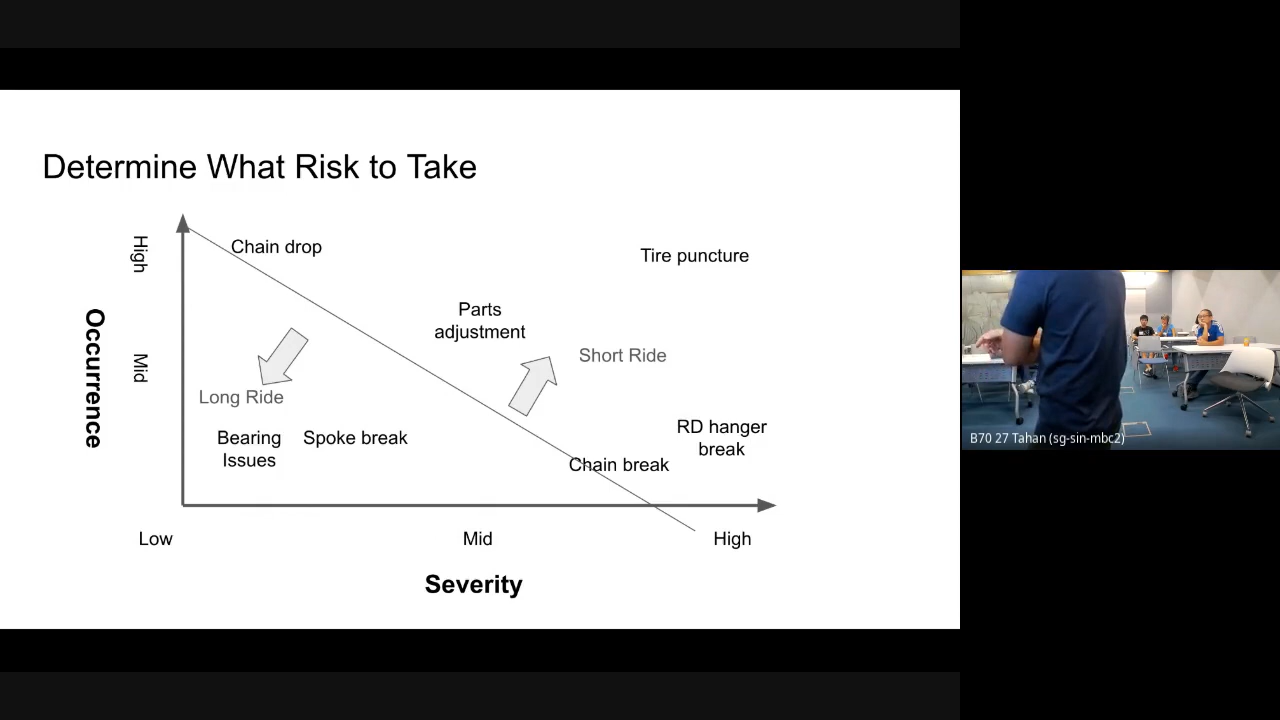 Determine What Risk to Take
High
Mid
Occurrence
Chain drop
Tire puncture
Parts
adjustment
Short Ride
Long Ride
Bearing
Issues
Spoke break
RD hanger
break
Chain break
Low
Mid
High
Severity
B70 27 Tahan (sg-sin-mbc2)